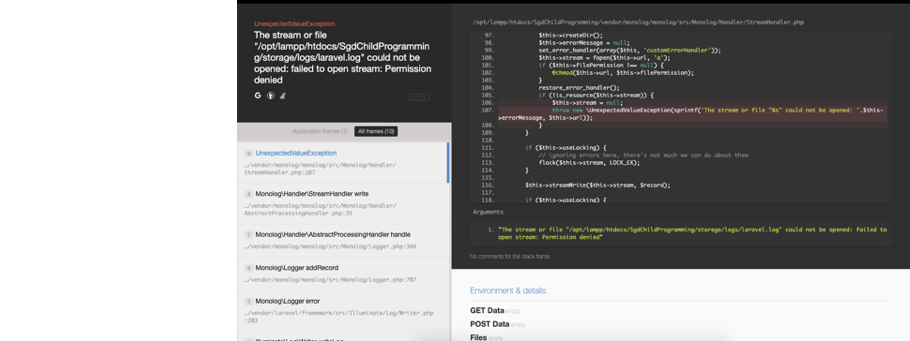 UnexpectedValueException
The stream or file
"/opt/lampp/htdocs/SgdChildProgrammin
g/storage/logs/laravel.log" could not be
opened: failed to open stream: Permission
denied
Application frames (1) All frames (10)
9 UnexpectedValueException
…/vendor/monolog/monolog/src/Monolog/Handler/
StreamHandler.php:107
8 Monolog\Handler\StreamHandler write
…/vendor/monolog/monolog/src/Monolog/Handler/
AbstractProcessingHandler.php:39
7 Monolog\Handler\AbstractProcessingHandler handle
…/vendor/monolog/monolog/src/Monolog/Logger.php:344
6 Monolog\Logger addRecord
…/vendor/monolog/monolog/src/Monolog/Logger.php:707
5 Monolog\Logger error
…/vendor/laravel/framework/src/Illuminate/Log/Writer.php
:203
/opt/lampp/htdocs/SgdChildProgramming/vendor/monolog/monolog/src/Monolog/Handler/StreamHandler.php
97. $this->createDir();
98. $this->errorMessage = null;
99. set_error_handler(array($this, 'customErrorHandler'));
100. $this->stream = fopen($this->url, 'a');
101. if ($this->filePermission !== null) {
102. @chmod($this->url, $this->filePermission);
103. }
104. restore_error_handler();
105. if (!is_resource($this->stream)) {
106. $this->stream = null;
107. throw new \UnexpectedValueException(sprintf('The stream or file "%s" could not be opened: '.$this-
>errorMessage, $this->url));
108. }
109. }
110.
111. if ($this->useLocking) {
112. // ignoring errors here, there's not much we can do about them
113. flock($this->stream, LOCK_EX);
114. }
115.
116. $this->streamWrite($this->stream, $record);
117.
118. if ($this->useLocking) {
Arguments
1. "The stream or file "/opt/lampp/htdocs/SgdChildProgramming/storage/logs/laravel.log" could not be opened: failed to
open stream: Permission denied"
No comments for this stack frame.
Environment & details:
GET Data empty
POST Data empty
Files empty